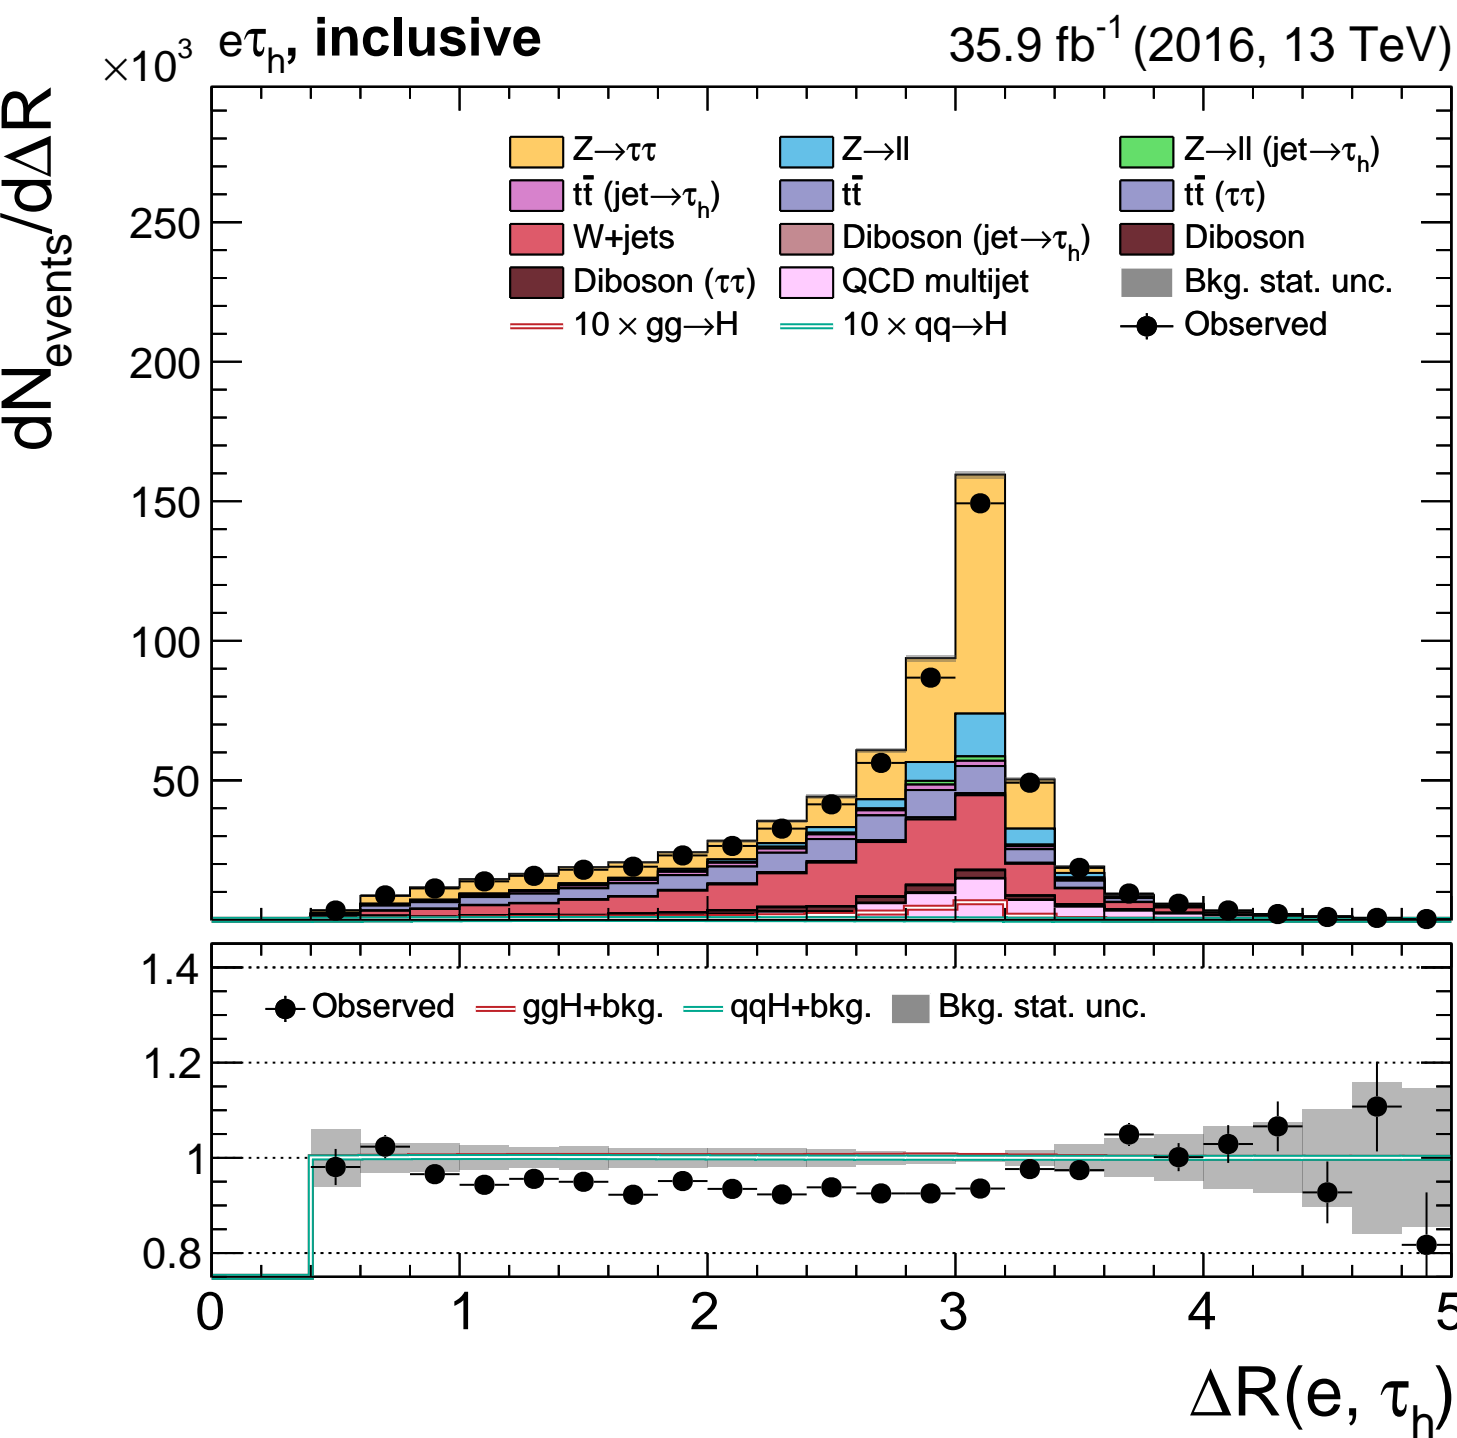 ×10³ eτₕ, inclusive 35.9 fb⁻¹ (2016, 13 TeV)
dN_events/dΔR
Z→ττ Z→ll Z→ll (jet→τₕ)
tt̄ (jet→τₕ) tt̄ tt̄ (ττ)
W+jets Diboson (jet→τₕ) Diboson
Diboson (ττ) QCD multijet Bkg. stat. unc.
10 × gg→H 10 × qq→H Observed
250
200
150
100
50
1.4
Observed ggH+bkg. qqH+bkg. Bkg. stat. unc.
1.2
1
0.8
0 1 2 3 4 5
ΔR(e, τₕ)